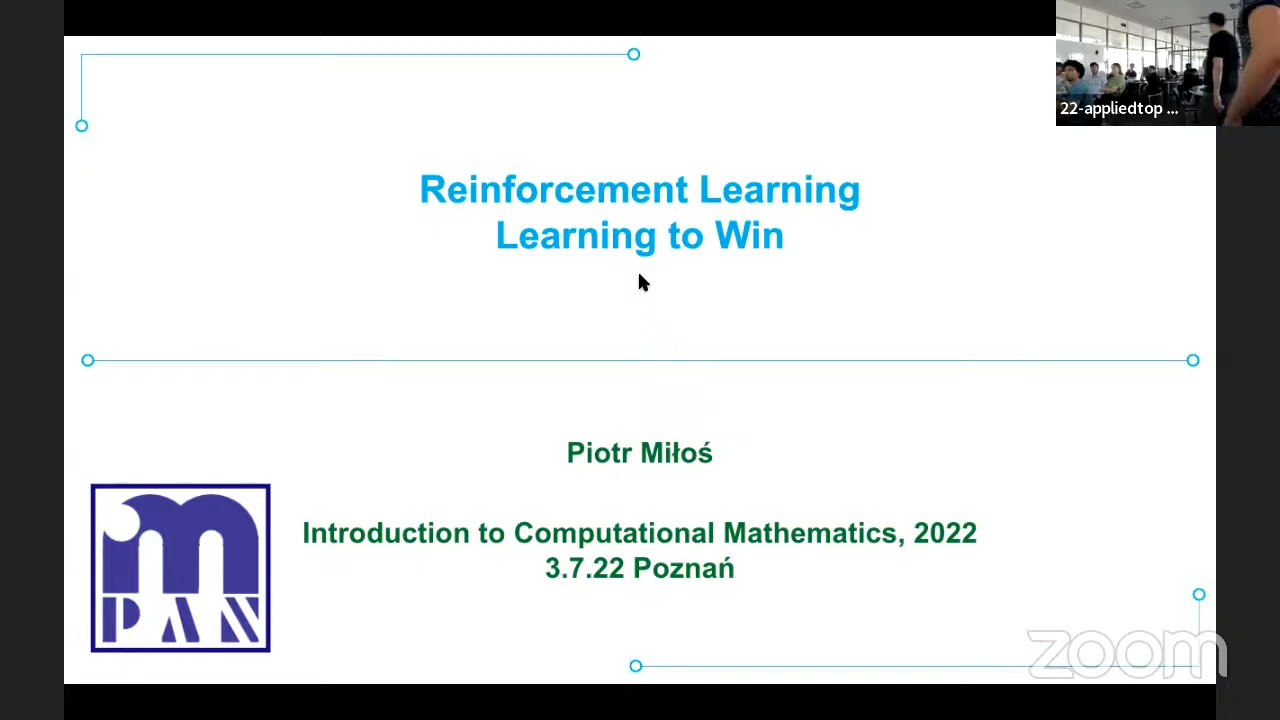 22-appliedtop ...
Reinforcement Learning
Learning to Win
Piotr Miłoś
Introduction to Computational Mathematics, 2022
3.7.22 Poznań
m
PAN
zoom